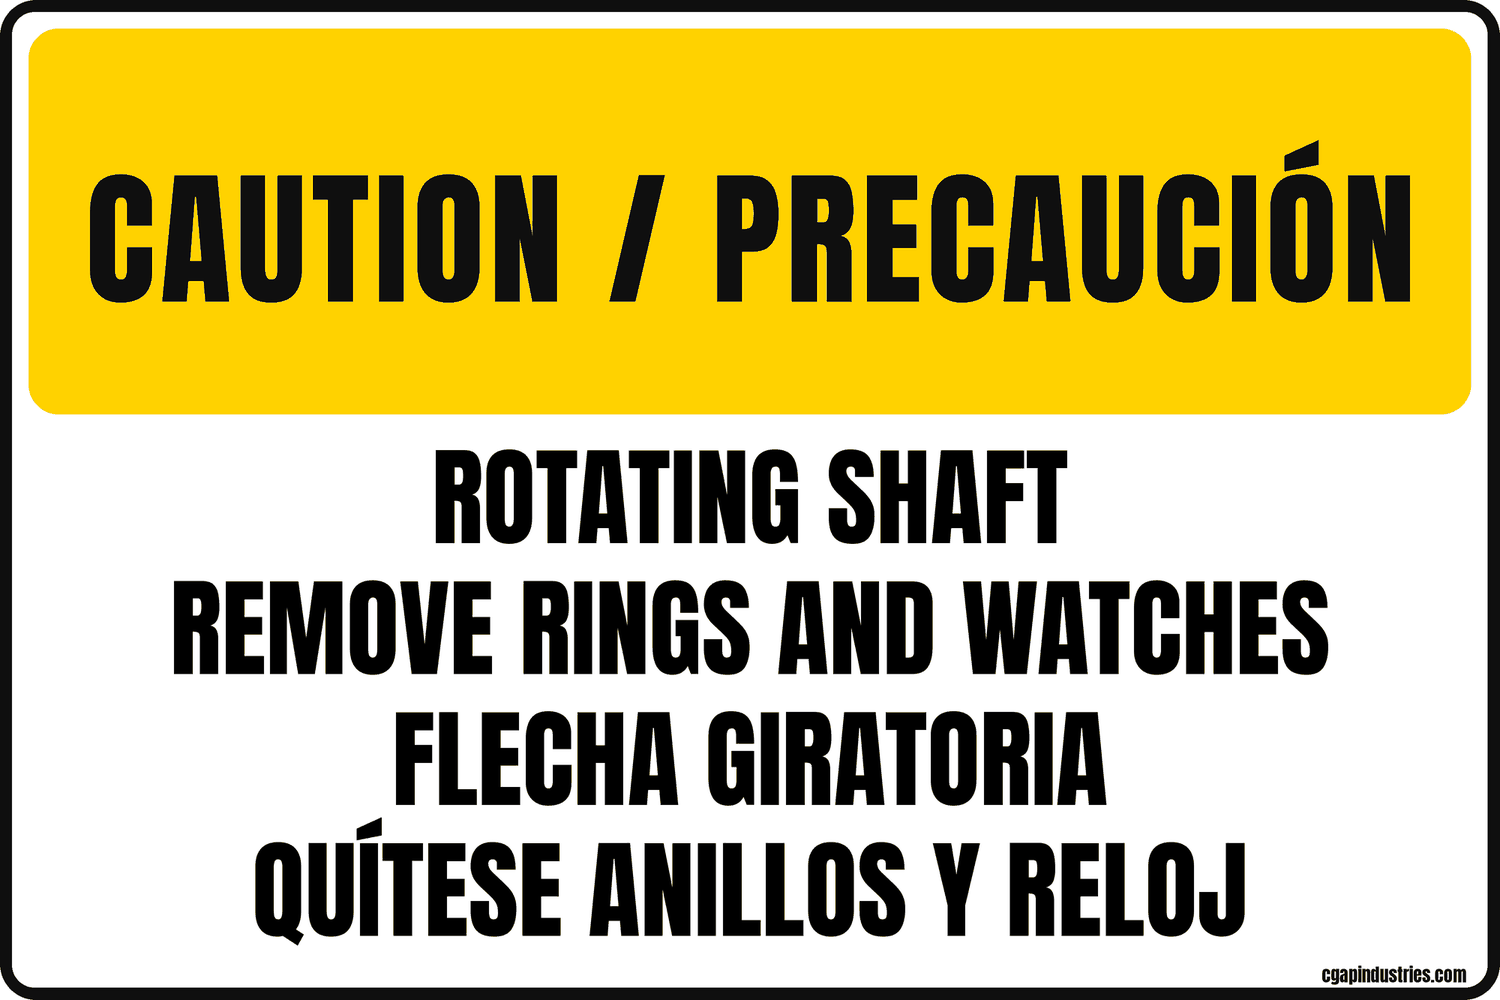 CAUTION / PRECAUCIÓN
ROTATING SHAFT
REMOVE RINGS AND WATCHES
FLECHA GIRATORIA
QUÍTESE ANILLOS Y RELOJ
cgapindustries.com